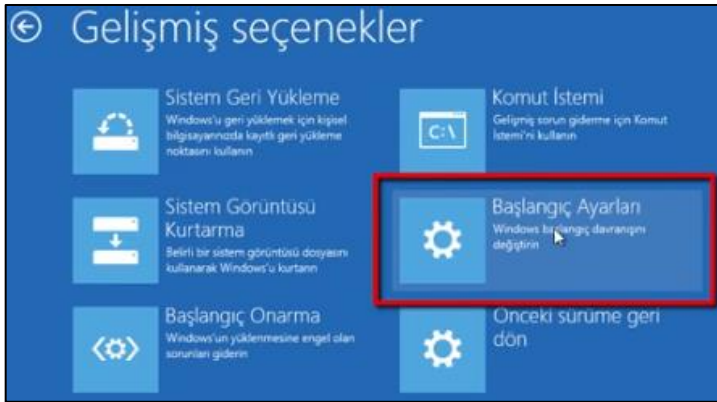 Gelişmiş seçenekler
Sistem Geri Yükleme
Windows'u geri yüklemek için kişisel
bilgisayarınızda kayıtlı geri yükleme
noktasını kullanın
Sistem Görüntüsü
Kurtarma
Belirli bir sistem görüntüsü dosyasını
kullanarak Windows'u kurtarın
Başlangıç Onarma
Windows'un yüklenmesine engel olan
sorunları giderin
Komut İstemi
Gelişmiş sorun giderme için Komut
İstemi'ni kullanın
C:\
Başlangıç Ayarları
Windows başlangıç davranışını
değiştirin
Önceki sürüme geri
dön